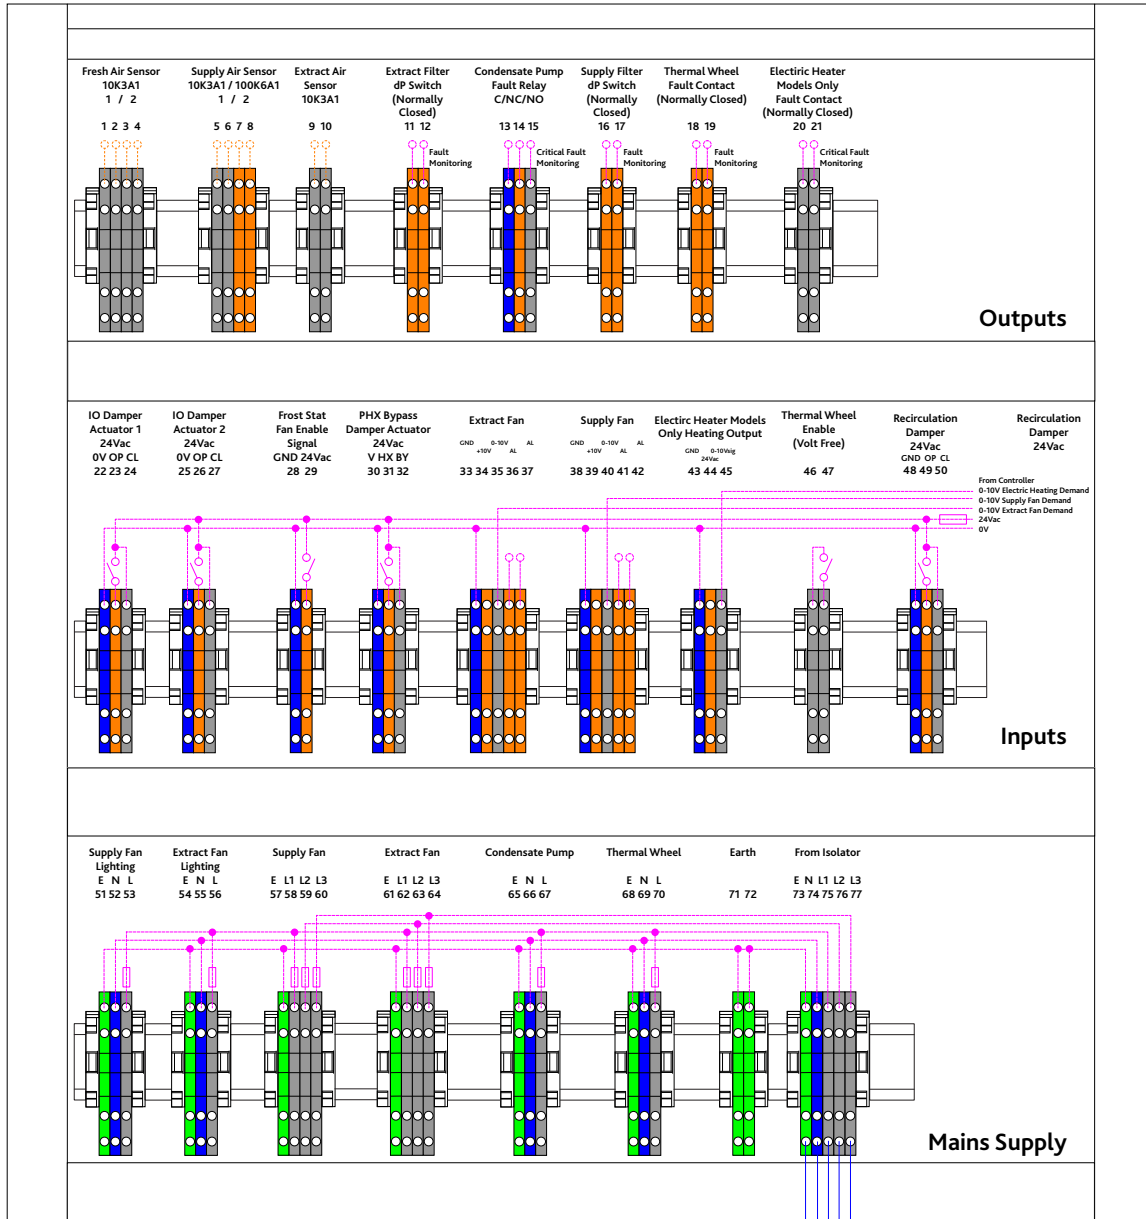 Fresh Air Sensor
10K3A1
1 / 2
1 2 3 4
Supply Air Sensor
10K3A1 / 100K6A1
1 / 2
5 6 7 8
Extract Air
Sensor
10K3A1
9 10
Extract Filter
dP Switch
(Normally
Closed)
11 12
Fault
Monitoring
Condensate Pump
Fault Relay
C/NC/NO
13 14 15
Critical Fault
Monitoring
Supply Filter
dP Switch
(Normally
Closed)
16 17
Fault
Monitoring
Thermal Wheel
Fault Contact
(Normally Closed)
18 19
Fault
Monitoring
Electiric Heater
Models Only
Fault Contact
(Normally Closed)
20 21
Critical Fault
Monitoring
Outputs
IO Damper
Actuator 1
24Vac
0V OP CL
22 23 24
IO Damper
Actuator 2
24Vac
0V OP CL
25 26 27
Frost Stat
Fan Enable
Signal
GND 24Vac
28 29
PHX Bypass
Damper Actuator
24Vac
V HX BY
30 31 32
Extract Fan
GND 0-10V AL
+10V AL
33 34 35 36 37
Supply Fan
GND 0-10V AL
+10V AL
38 39 40 41 42
Electirc Heater Models
Only Heating Output
GND 0-10Vsig
24Vac
43 44 45
Thermal Wheel
Enable
(Volt Free)
46 47
Recirculation
Damper
24Vac
GND OP CL
48 49 50
Recirculation
Damper
24Vac
From Controller
0-10V Electric Heating Demand
0-10V Supply Fan Demand
0-10V Extract Fan Demand
24Vac
0V
Inputs
Supply Fan
Lighting
E N L
51 52 53
Extract Fan
Lighting
E N L
54 55 56
Supply Fan
E L1 L2 L3
57 58 59 60
Extract Fan
E L1 L2 L3
61 62 63 64
Condensate Pump
E N L
65 66 67
Thermal Wheel
E N L
68 69 70
Earth
71 72
From Isolator
E N L1 L2 L3
73 74 75 76 77
Mains Supply